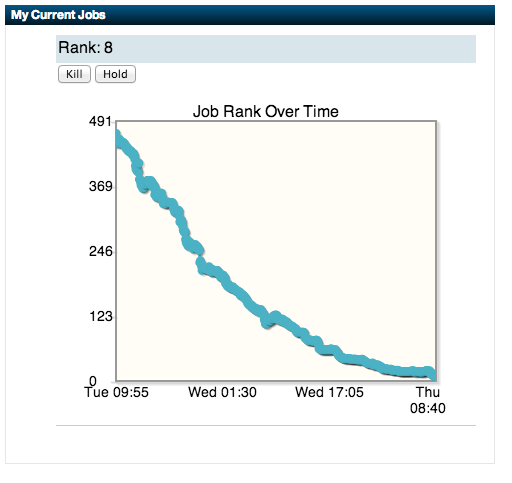 My Current Jobs
Rank: 8
Kill Hold
Job Rank Over Time
491
369
246
123
0
Tue 09:55 Wed 01:30 Wed 17:05 Thu
08:40